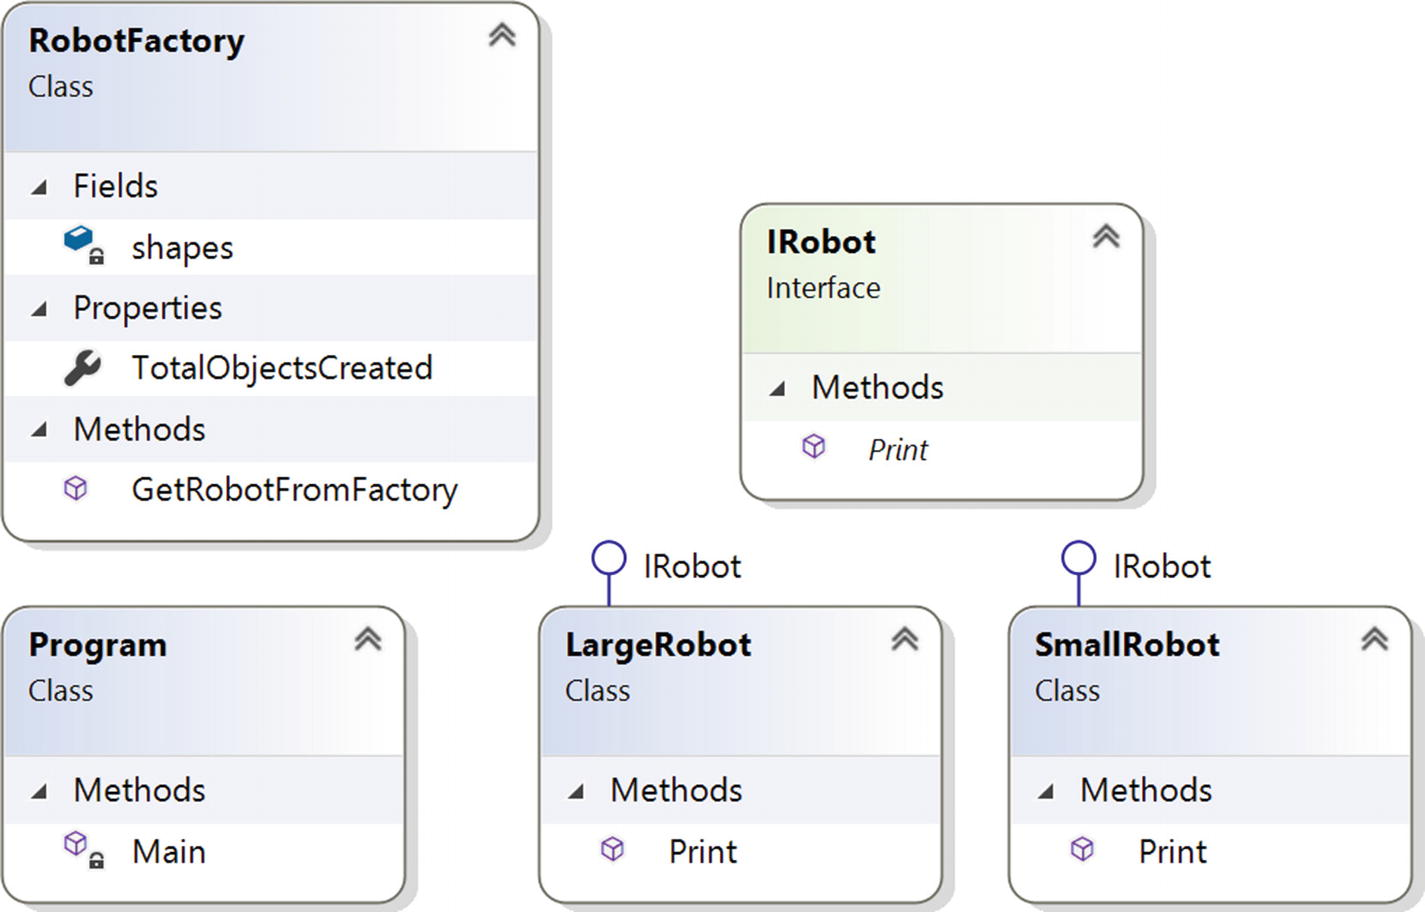 RobotFactory
Class
Fields
shapes
Properties
TotalObjectsCreated
Methods
GetRobotFromFactory
IRobot
Interface
Methods
Print
Program
Class
Methods
Main
IRobot
LargeRobot
Class
Methods
Print
IRobot
SmallRobot
Class
Methods
Print